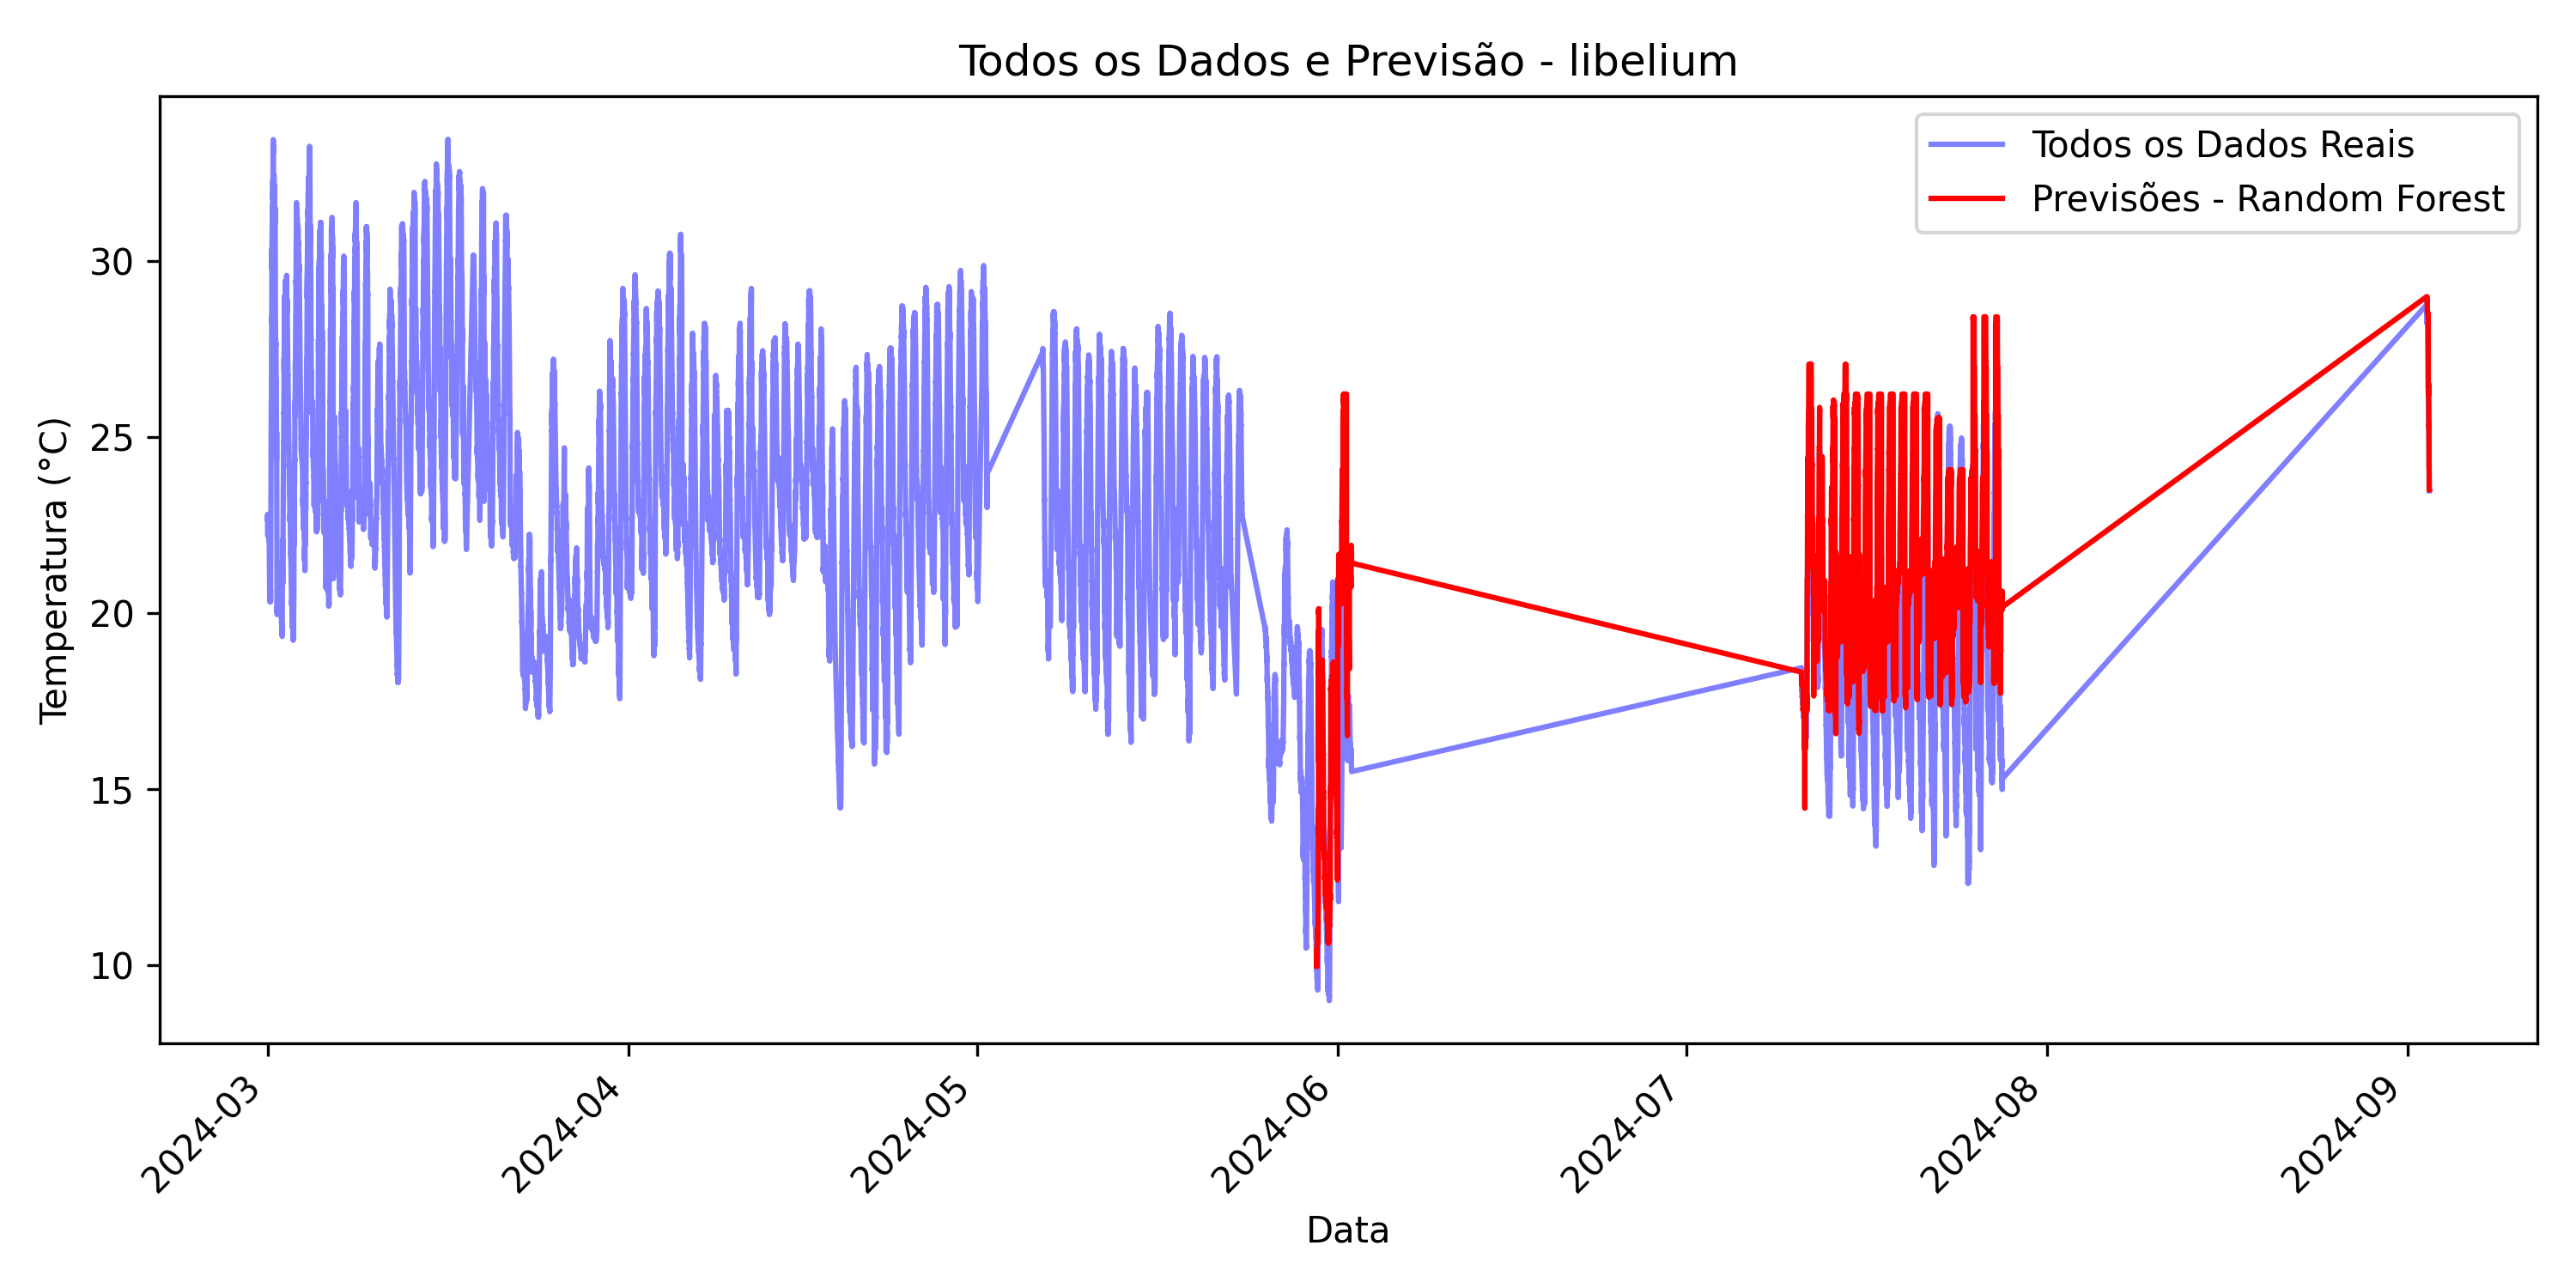 Todos os Dados e Previsão - libelium
Todos os Dados Reais
Previsões - Random Forest
Temperatura (°C)
30
25
20
15
10
2024-03
2024-04
2024-05
2024-06
2024-07
2024-08
2024-09
Data